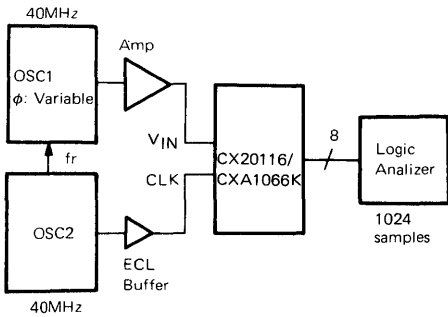 40MHz
OSC1
φ: Variable
Amp
fr
OSC2
40MHz
ECL
Buffer
VIN
CLK
CX20116/
CXA1066K
8
Logic
Analizer
1024
samples